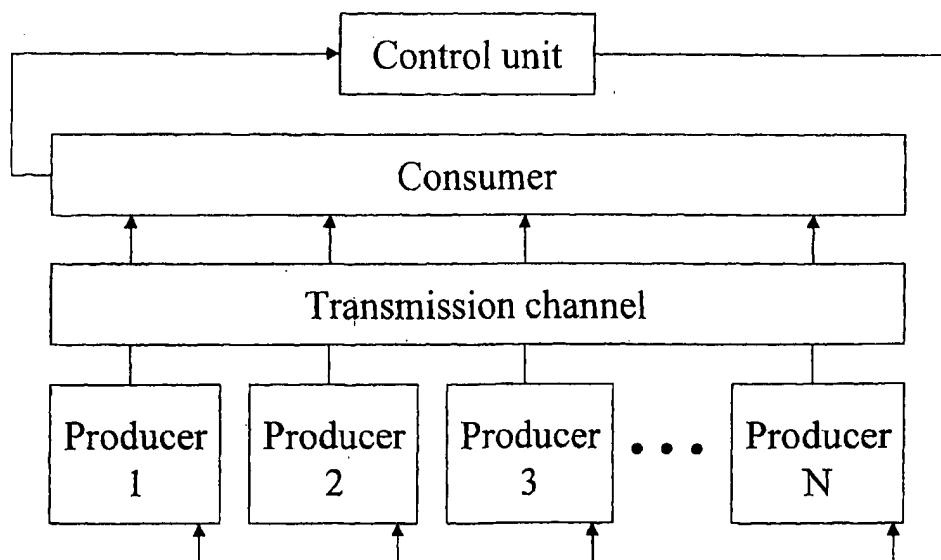 Control unit
Consumer
Transmission channel
Producer
1
Producer
2
Producer
3
Producer
N